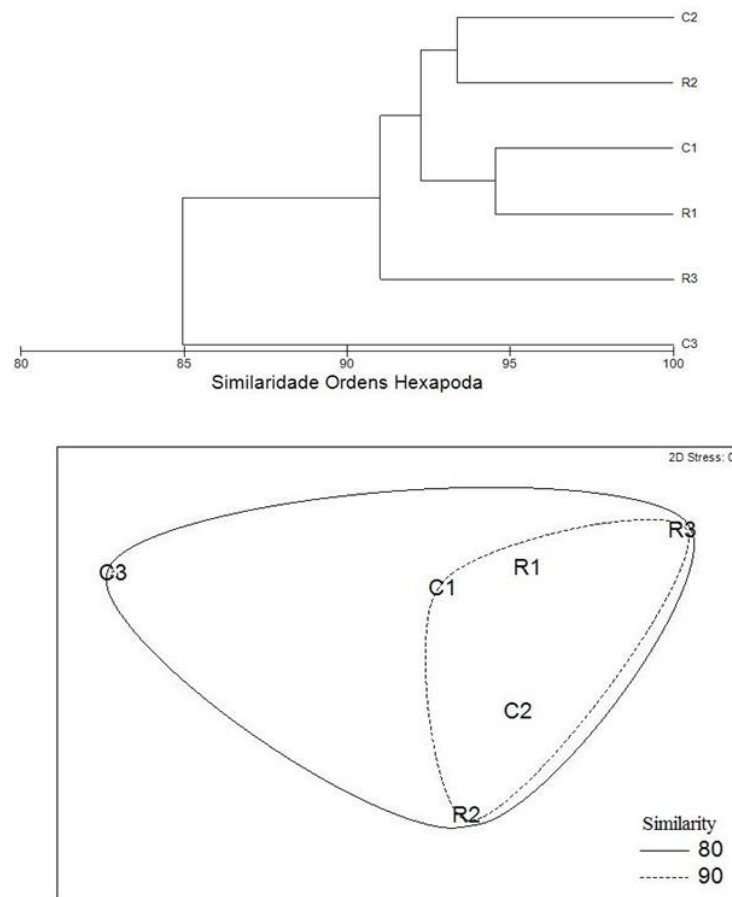 C2
R2
C1
R1
R3
C3
80 85 90 95 100
Similaridade Ordens Hexapoda
2D Stress: 0
R3
C3
R1
C1
C2
R2
Similarity
80
90